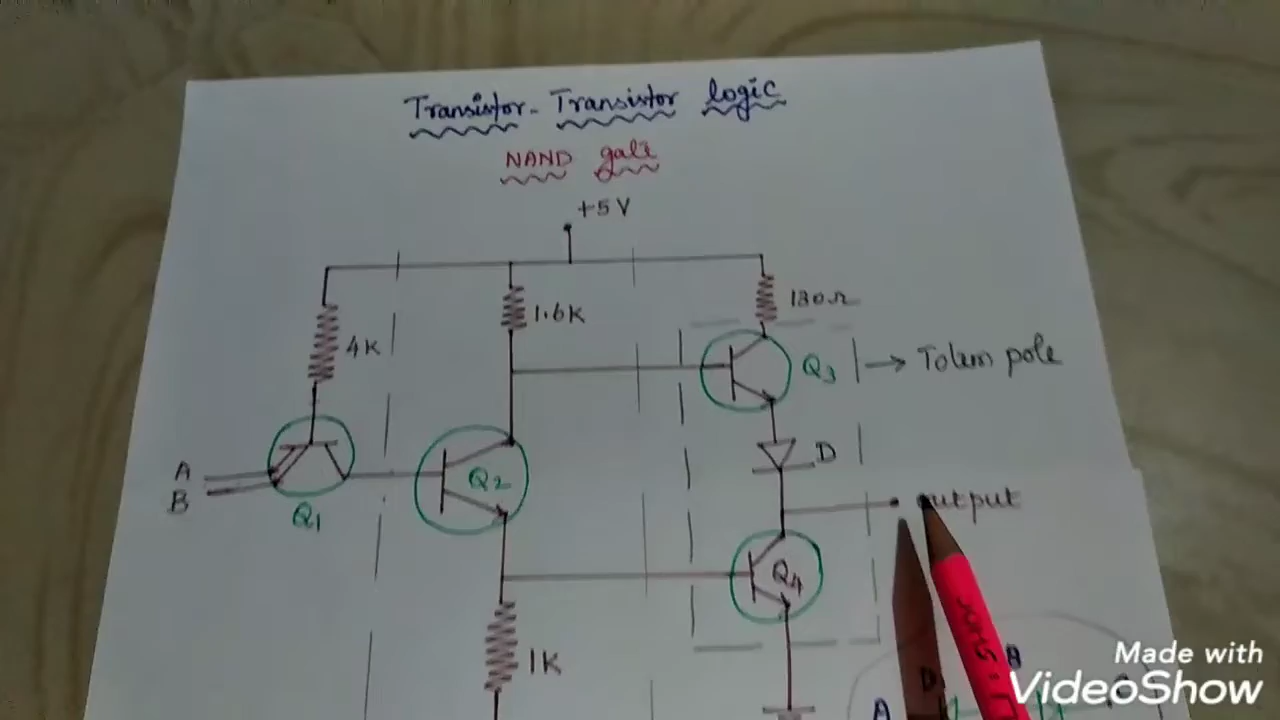 Transistor-Transistor logic
NAND gate
+5V
4K
1.6K
130Ω
Q3
→ Totem pole
D
A
B
Q1
Q2
output
Q4
1K
A
B
Made with
VideoShow